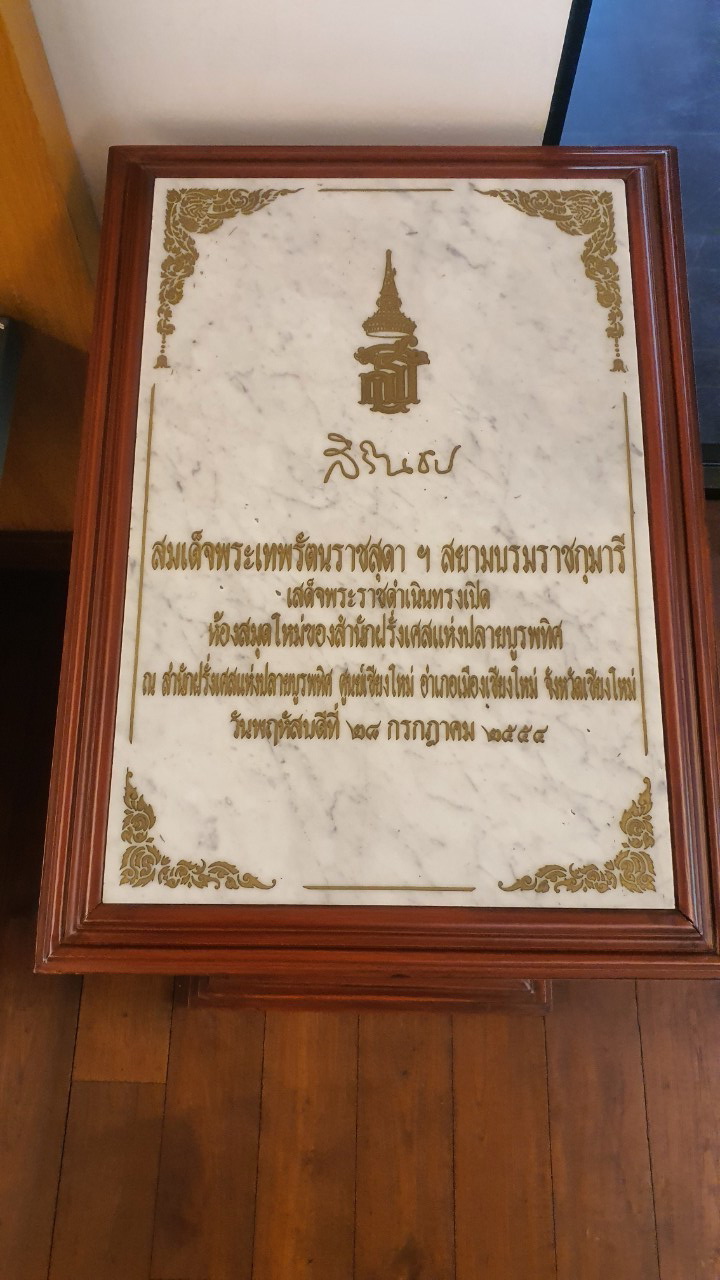 สิรินธร
สมเด็จพระเทพรัตนราชสุดา ฯ สยามบรมราชกุมารี
เสด็จพระราชดำเนินทรงเปิด
ห้องสมุดใหม่ของสำนักฝรั่งเศสแห่งปลายบูรพทิศ
ณ สำนักฝรั่งเศสแห่งปลายบูรพทิศ ศูนย์เชียงใหม่ อำเภอเมืองเชียงใหม่ จังหวัดเชียงใหม่
วันพฤหัสบดีที่ ๒๘ กรกฎาคม ๒๕๕๔